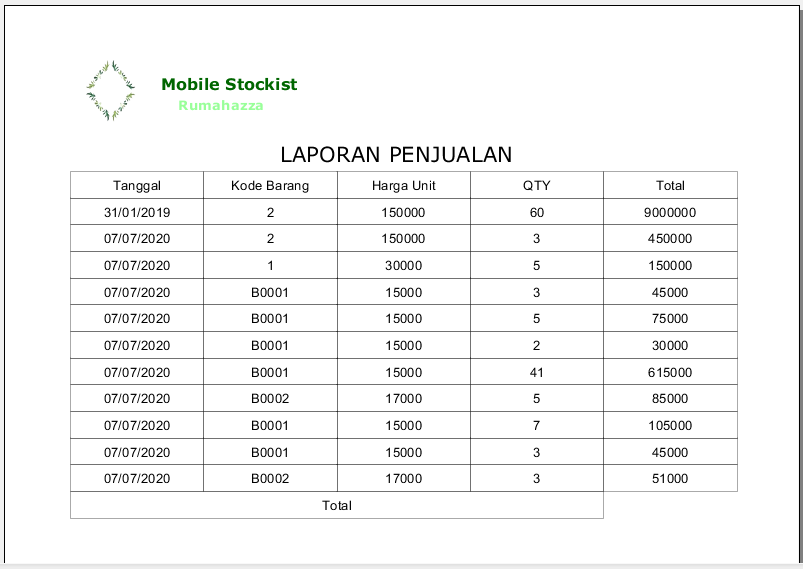 Mobile Stockist
Rumahazza
LAPORAN PENJUALAN
Tanggal Kode Barang Harga Unit QTY Total
31/01/2019 2 150000 60 9000000
07/07/2020 2 150000 3 450000
07/07/2020 1 30000 5 150000
07/07/2020 B0001 15000 3 45000
07/07/2020 B0001 15000 5 75000
07/07/2020 B0001 15000 2 30000
07/07/2020 B0001 15000 41 615000
07/07/2020 B0002 17000 5 85000
07/07/2020 B0001 15000 7 105000
07/07/2020 B0001 15000 3 45000
07/07/2020 B0002 17000 3 51000
Total